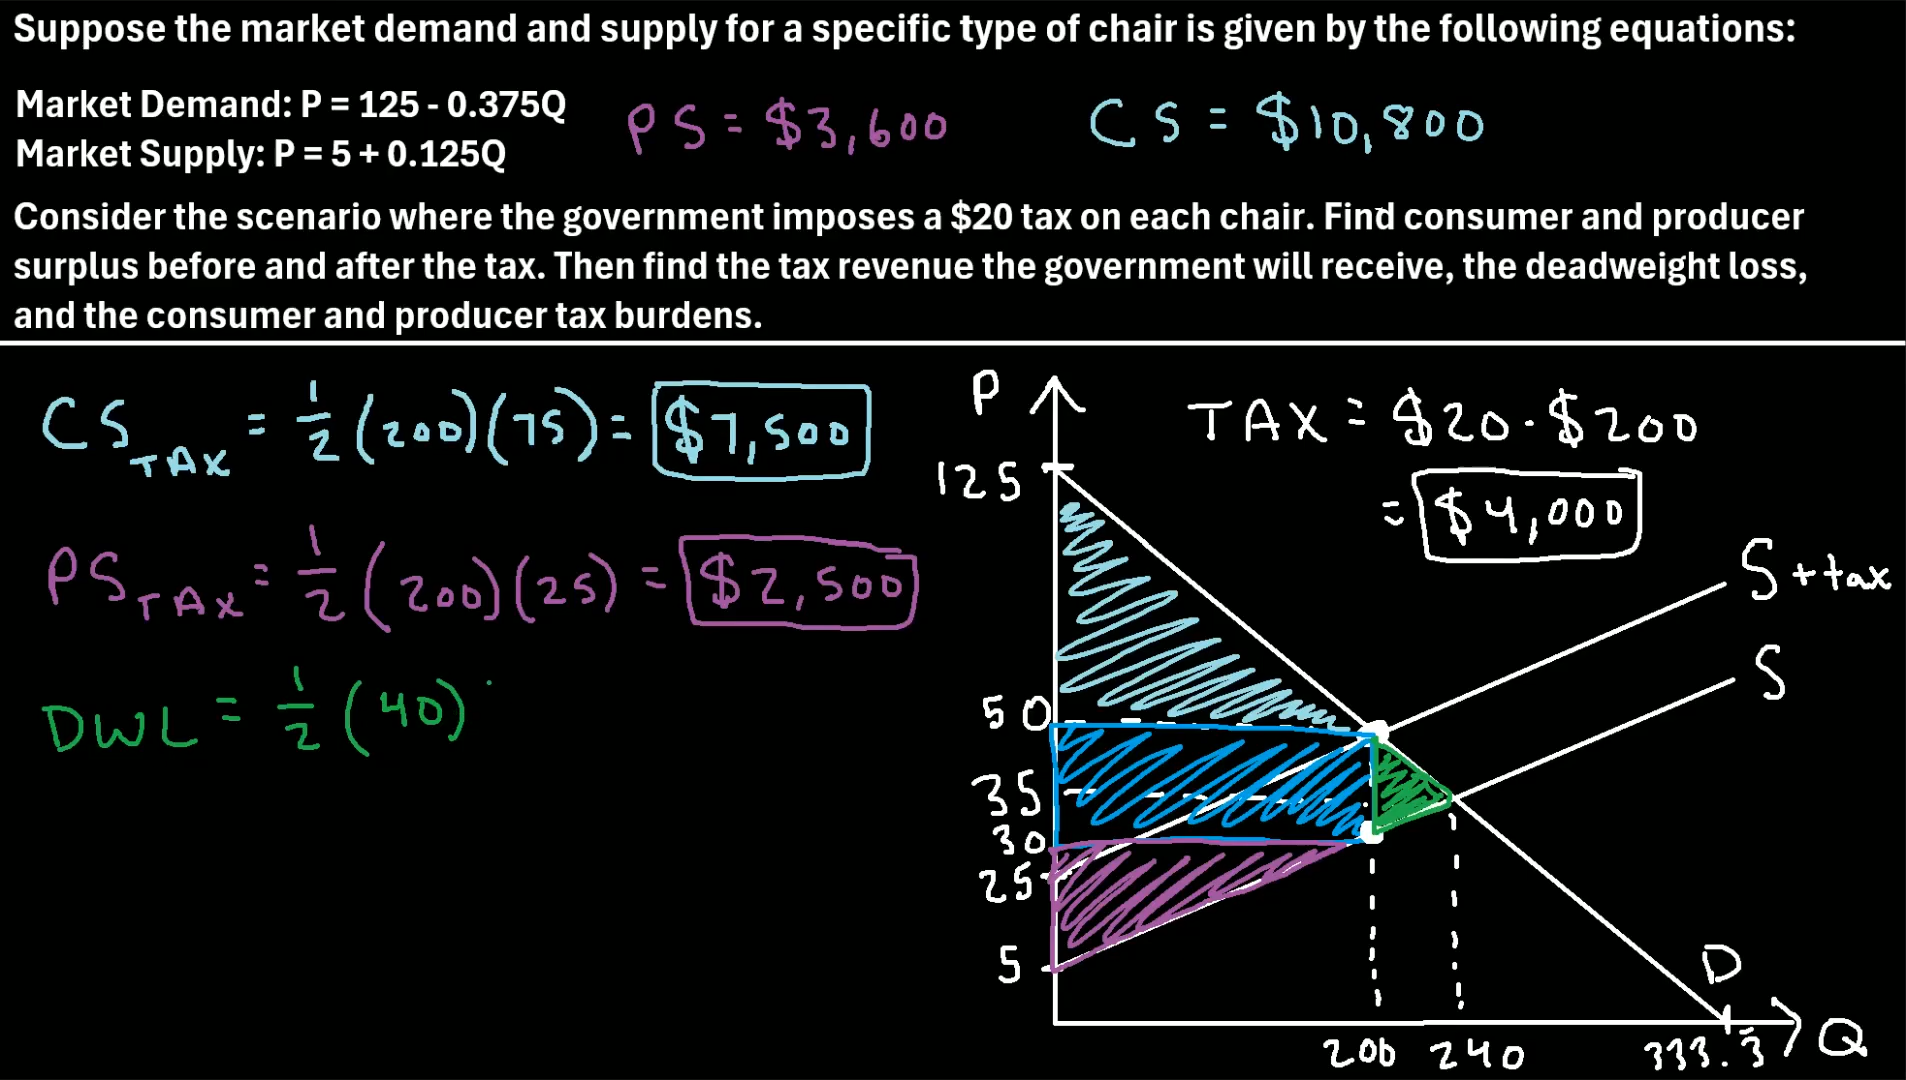 Suppose the market demand and supply for a specific type of chair is given by the following equations:
Market Demand: P = 125 - 0.375Q
Market Supply: P = 5 + 0.125Q
PS = $3,600
CS = $10,800
Consider the scenario where the government imposes a $20 tax on each chair. Find consumer and producer
surplus before and after the tax. Then find the tax revenue the government will receive, the deadweight loss,
and the consumer and producer tax burdens.
CS TAX = 1/2 (200)(75) = $7,500
PS TAX = 1/2 (200)(25) = $2,500
DWL = 1/2 (40)
TAX = $20 · $200
= $4,000
P
125
50
35
30
25
5
S+tax
S
D
200 240 333.3̄ Q